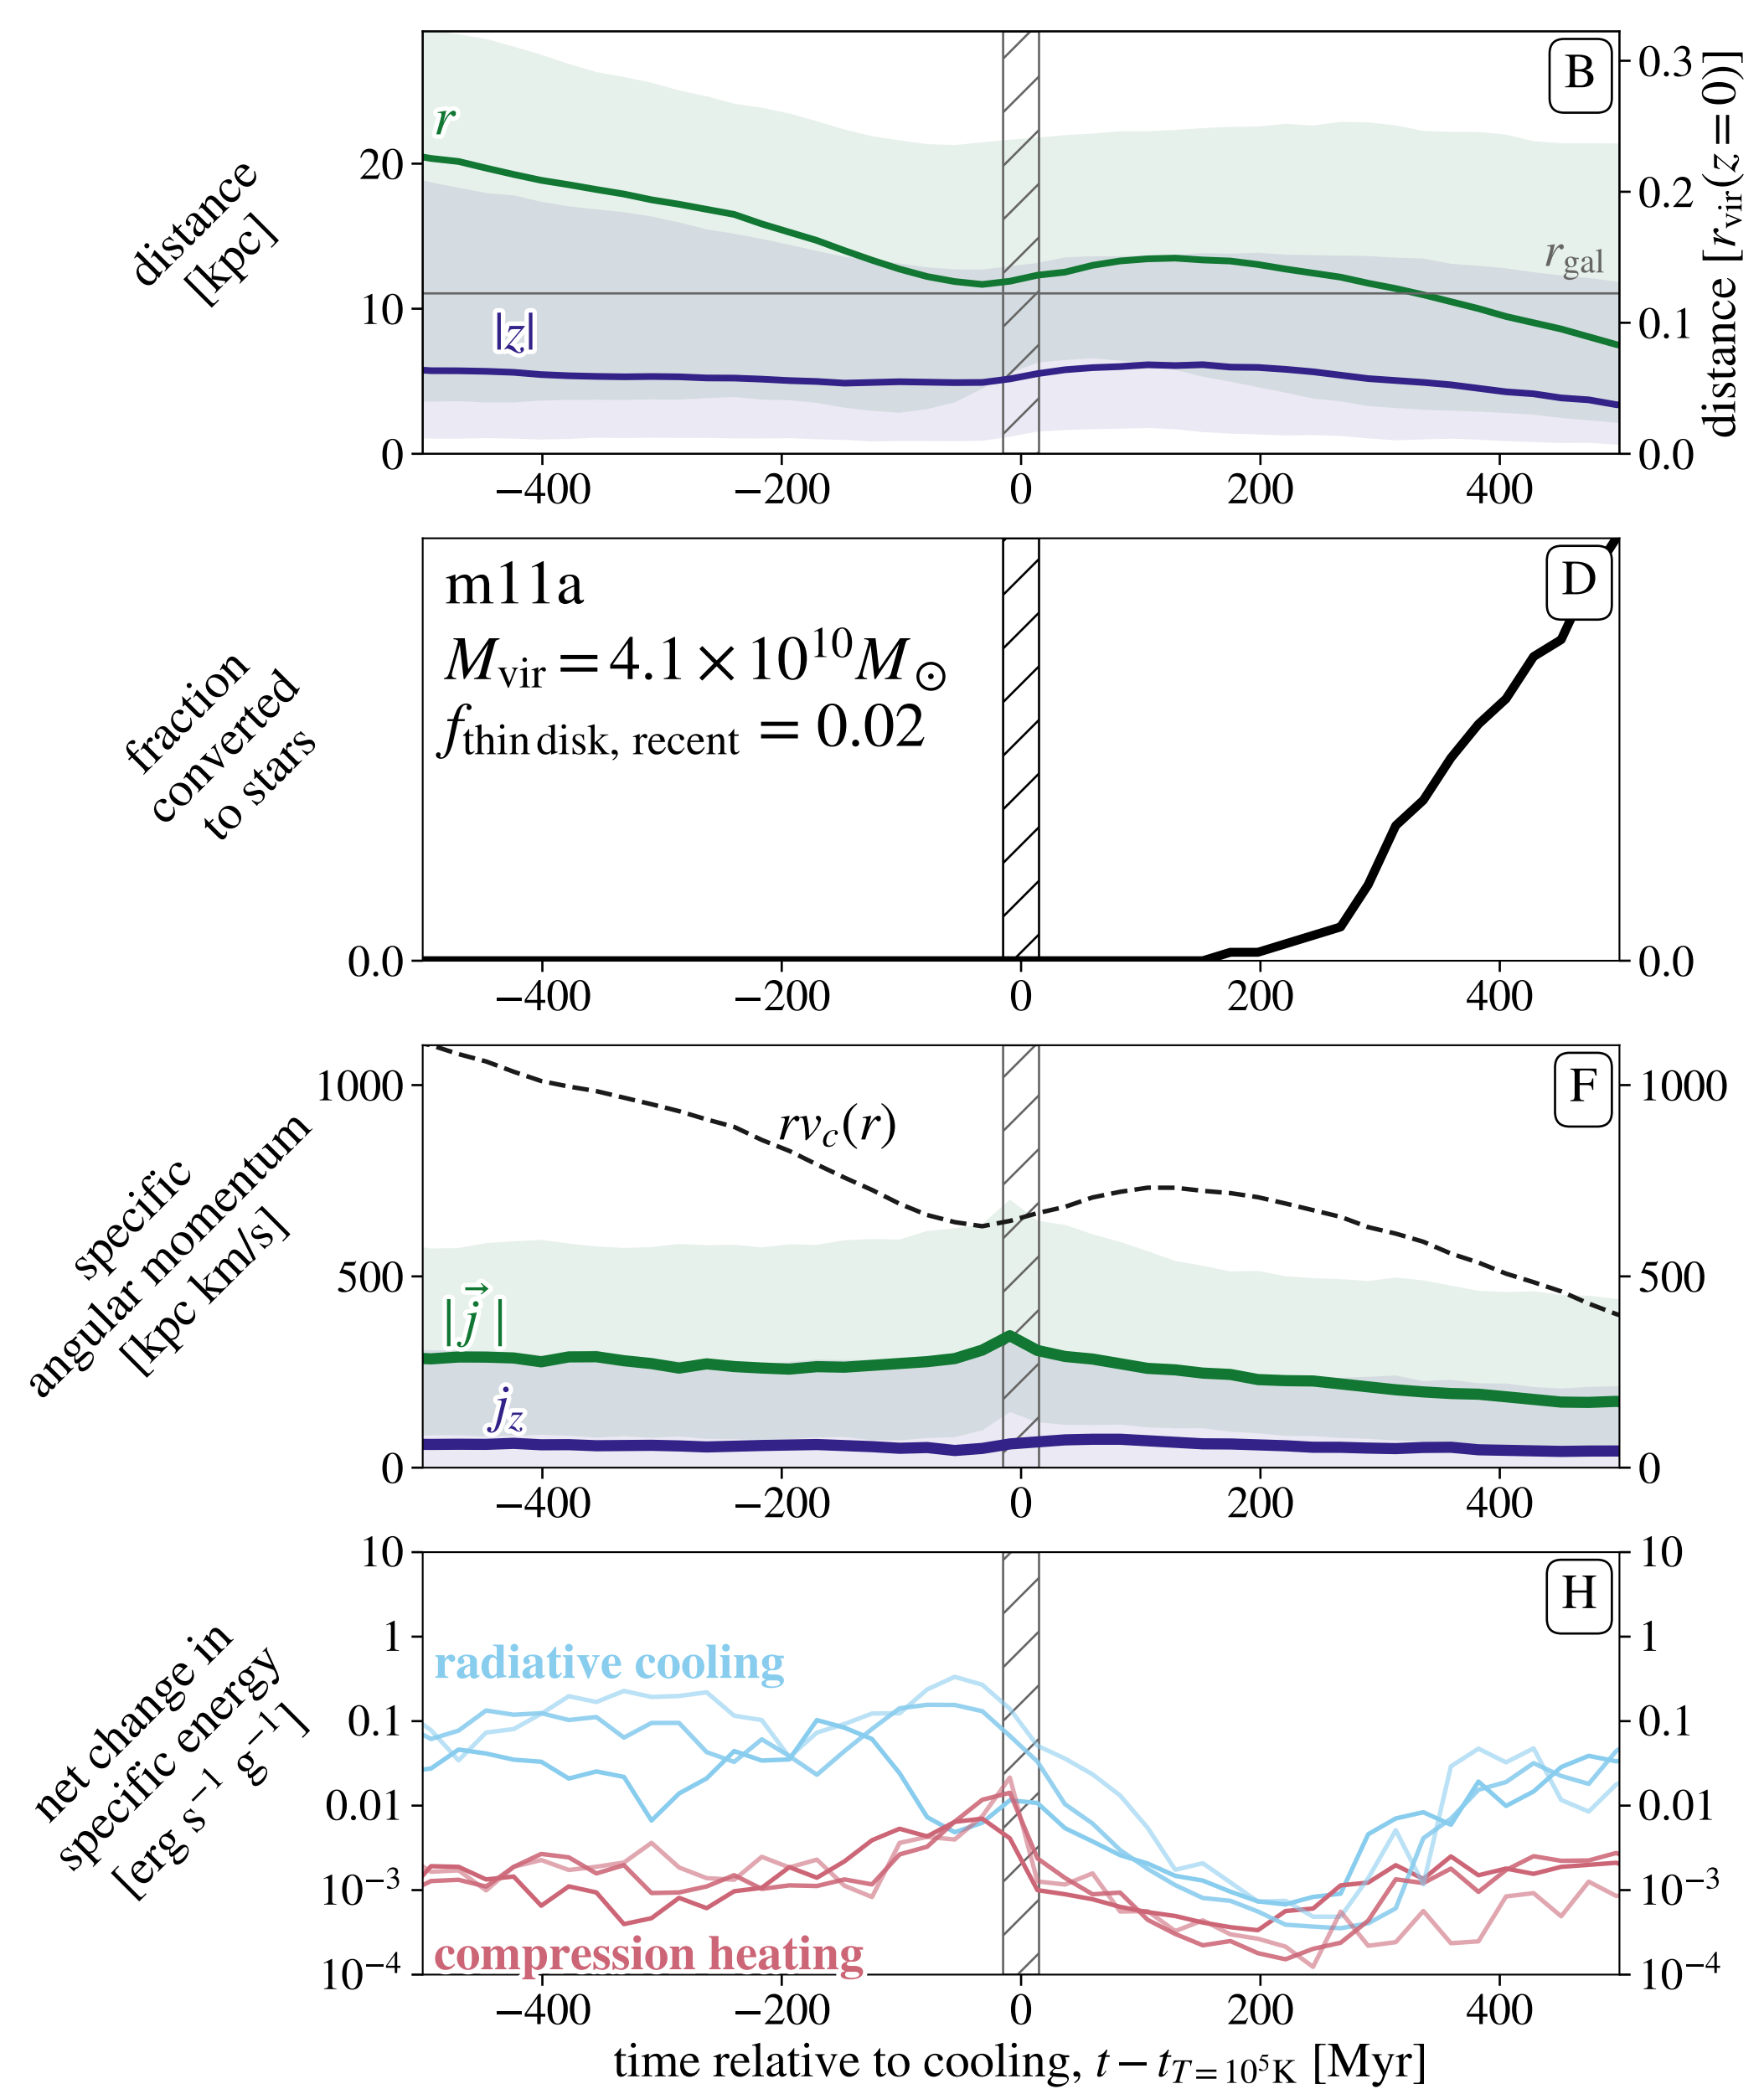 B
distance
[kpc]
20
10
0
r
|z|
r_gal
0.3
0.2
0.1
0.0
distance [r_vir(z=0)]
−400 −200 0 200 400
D
m11a
M_vir = 4.1 × 10^10 M_⊙
f_thin disk, recent = 0.02
fraction
converted
to stars
0.0
0.0
−400 −200 0 200 400
F
specific
angular momentum
[kpc km/s]
1000
500
0
rv_c(r)
|j⃗|
j_z
1000
500
0
−400 −200 0 200 400
H
net change in
specific energy
[erg s^−1 g^−1]
10
1
0.1
0.01
10^−3
10^−4
radiative cooling
compression heating
10
1
0.1
0.01
10^−3
10^−4
−400 −200 0 200 400
time relative to cooling, t − t_T=10^5K [Myr]